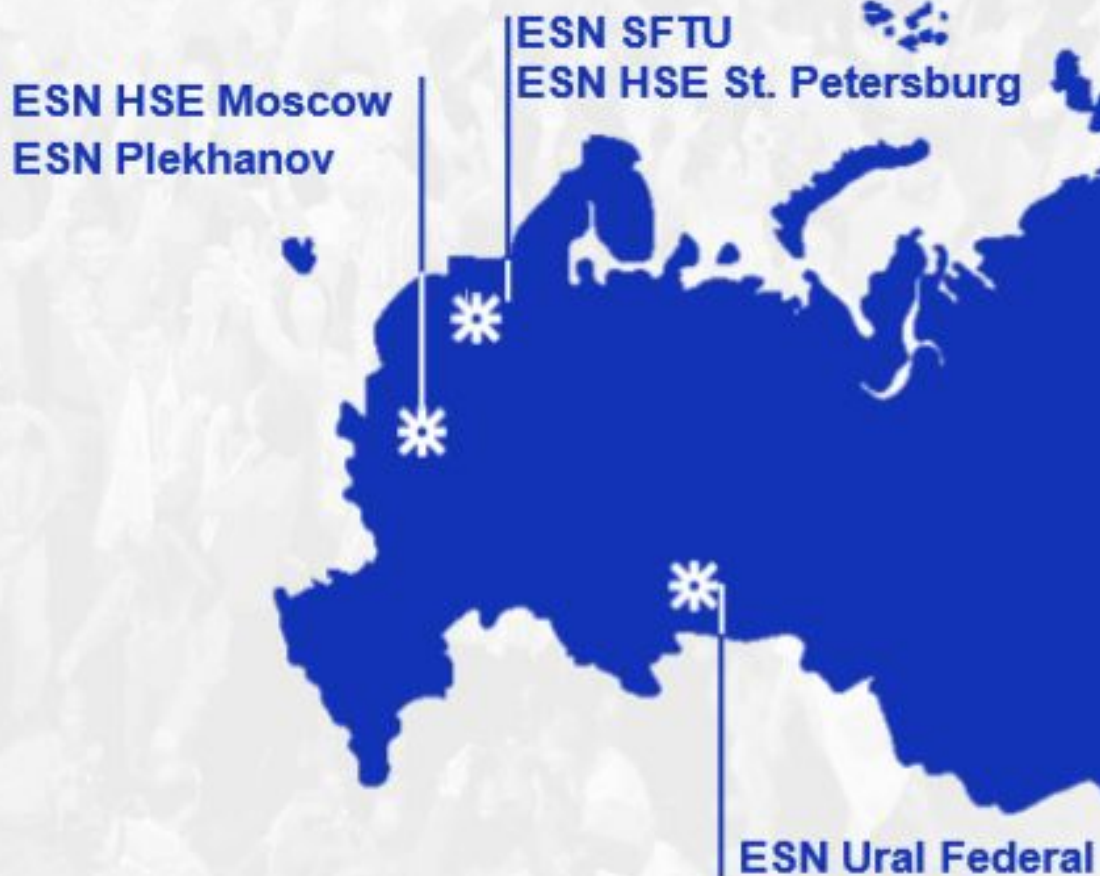 ESN SFTU
ESN HSE St. Petersburg
ESN HSE Moscow
ESN Plekhanov
ESN Ural Federal